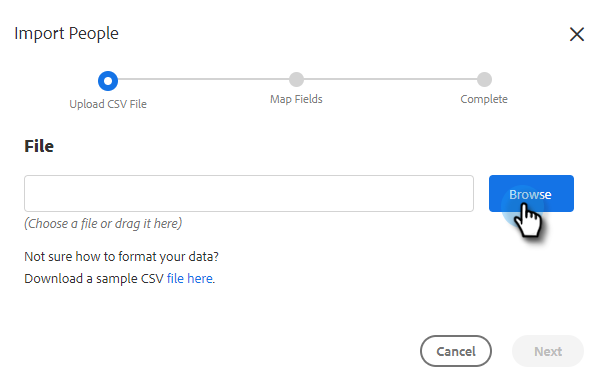 Import People
Upload CSV File
Map Fields
Complete
File
Browse
(Choose a file or drag it here)
Not sure how to format your data?
Download a sample CSV file here.
Cancel
Next